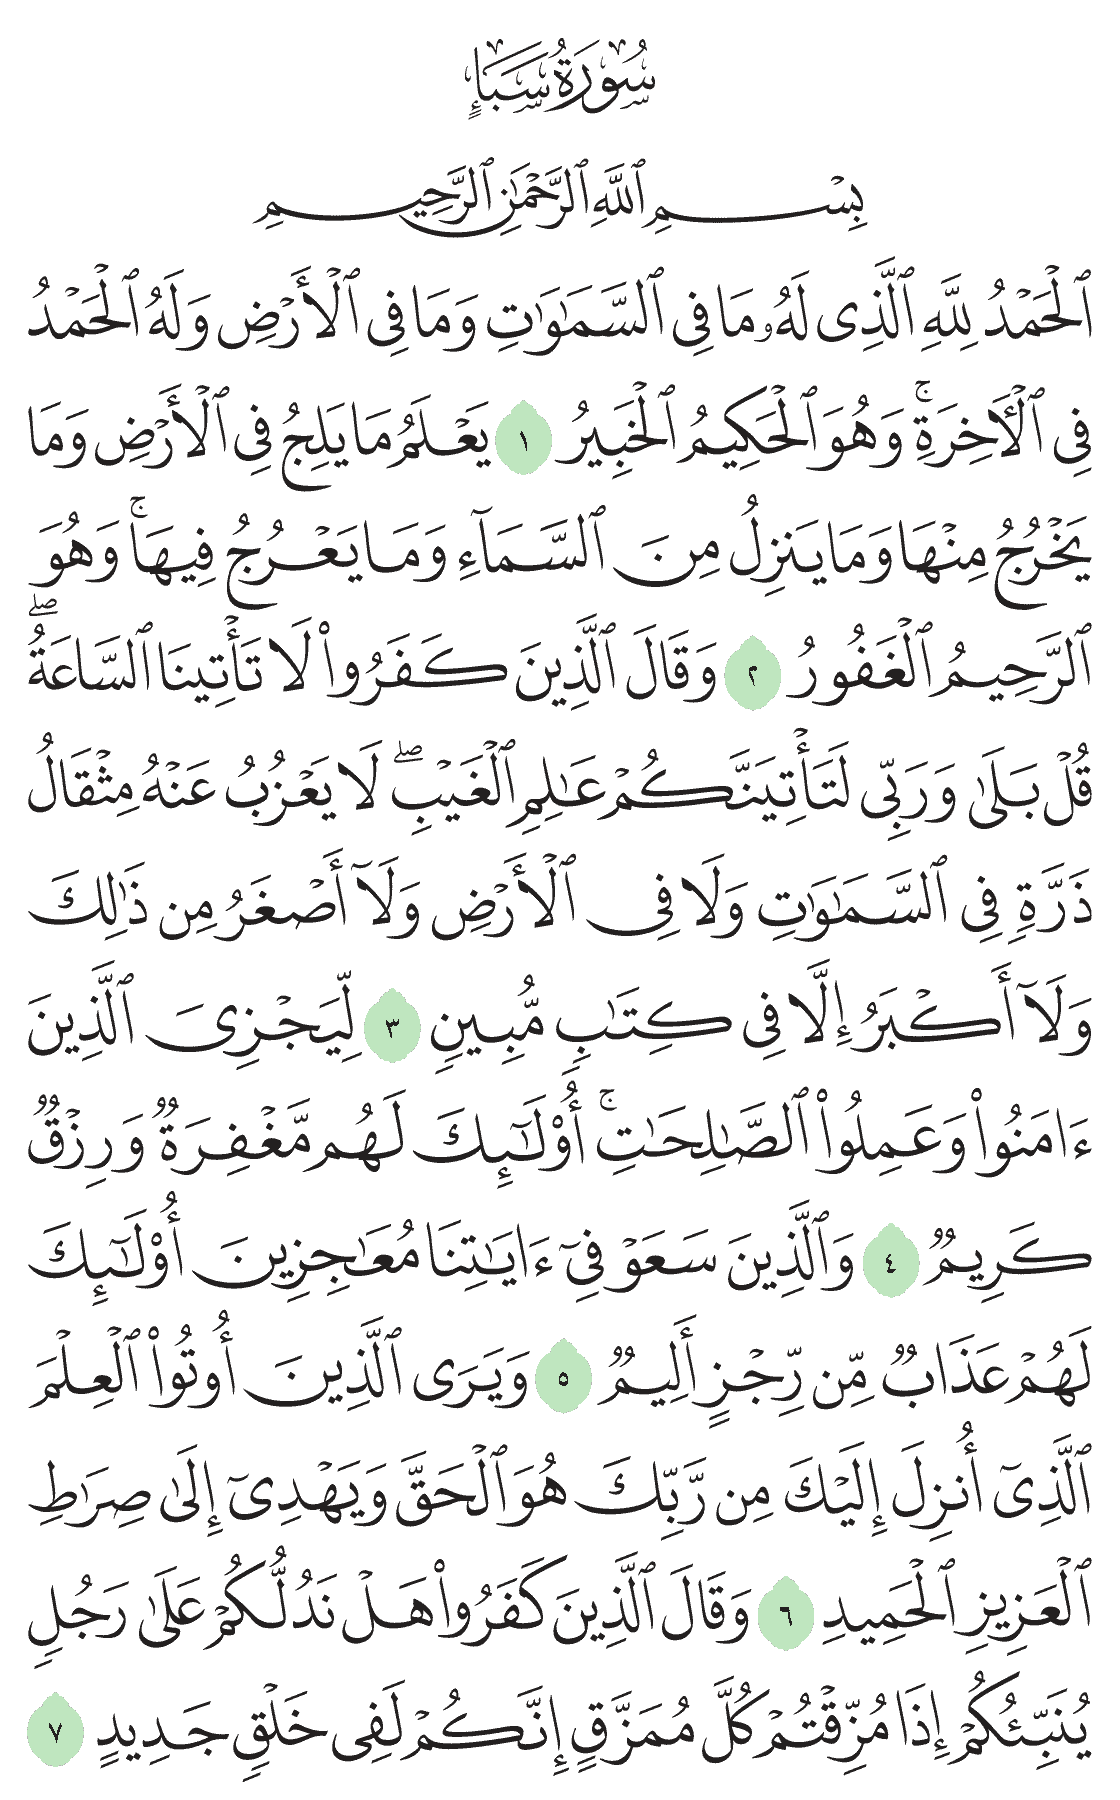 سُورَةُ سَبَإٍ
بِسْمِ ٱللَّهِ ٱلرَّحْمَٰنِ ٱلرَّحِيمِ
ٱلْحَمْدُ لِلَّهِ ٱلَّذِى لَهُۥ مَا فِى ٱلسَّمَٰوَٰتِ وَمَا فِى ٱلْأَرْضِ وَلَهُ ٱلْحَمْدُ
فِى ٱلْـَٔاخِرَةِۚ وَهُوَ ٱلْحَكِيمُ ٱلْخَبِيرُ ١ يَعْلَمُ مَا يَلِجُ فِى ٱلْأَرْضِ وَمَا
يَخْرُجُ مِنْهَا وَمَا يَنزِلُ مِنَ ٱلسَّمَآءِ وَمَا يَعْرُجُ فِيهَاۚ وَهُوَ
ٱلرَّحِيمُ ٱلْغَفُورُ ٢ وَقَالَ ٱلَّذِينَ كَفَرُوا۟ لَا تَأْتِينَا ٱلسَّاعَةُۖ
قُلْ بَلَىٰ وَرَبِّى لَتَأْتِيَنَّكُمْ عَٰلِمِ ٱلْغَيْبِۖ لَا يَعْزُبُ عَنْهُ مِثْقَالُ
ذَرَّةٍ فِى ٱلسَّمَٰوَٰتِ وَلَا فِى ٱلْأَرْضِ وَلَآ أَصْغَرُ مِن ذَٰلِكَ
وَلَآ أَكْبَرُ إِلَّا فِى كِتَٰبٍ مُّبِينٍ ٣ لِّيَجْزِىَ ٱلَّذِينَ
ءَامَنُوا۟ وَعَمِلُوا۟ ٱلصَّٰلِحَٰتِۚ أُو۟لَٰٓئِكَ لَهُم مَّغْفِرَةٌ وَرِزْقٌ
كَرِيمٌ ٤ وَٱلَّذِينَ سَعَوْ فِىٓ ءَايَٰتِنَا مُعَٰجِزِينَ أُو۟لَٰٓئِكَ
لَهُمْ عَذَابٌ مِّن رِّجْزٍ أَلِيمٌ ٥ وَيَرَى ٱلَّذِينَ أُوتُوا۟ ٱلْعِلْمَ
ٱلَّذِىٓ أُنزِلَ إِلَيْكَ مِن رَّبِّكَ هُوَ ٱلْحَقَّ وَيَهْدِىٓ إِلَىٰ صِرَٰطِ
ٱلْعَزِيزِ ٱلْحَمِيدِ ٦ وَقَالَ ٱلَّذِينَ كَفَرُوا۟ هَلْ نَدُلُّكُمْ عَلَىٰ رَجُلٍ
يُنَبِّئُكُمْ إِذَا مُزِّقْتُمْ كُلَّ مُمَزَّقٍ إِنَّكُمْ لَفِى خَلْقٍ جَدِيدٍ ٧